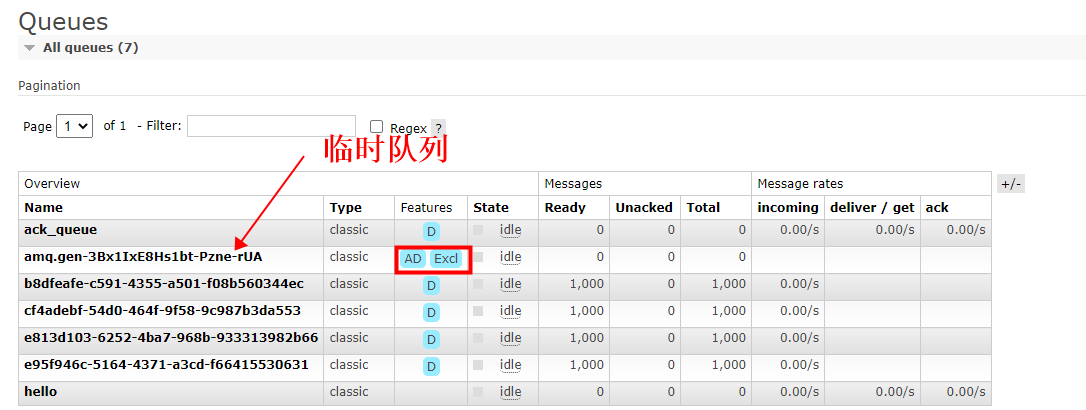 Queues
All queues (7)
Pagination
Page 1 of 1 - Filter: Regex ?
临时队列
Overview Messages Message rates +/-
Name Type Features State Ready Unacked Total incoming deliver / get ack
ack_queue classic D idle 0 0 0 0.00/s 0.00/s 0.00/s
amq.gen-3Bx1IxE8Hs1bt-Pzne-rUA classic AD Excl idle 0 0 0
b8dfeafe-c591-4355-a501-f08b560344ec classic D idle 1,000 0 1,000 0.00/s
cf4adebf-54d0-464f-9f58-9c987b3da553 classic D idle 1,000 0 1,000 0.00/s
e813d103-6252-4ba7-968b-933313982b66 classic D idle 1,000 0 1,000 0.00/s
e95f946c-5164-4371-a3cd-f66415530631 classic D idle 1,000 0 1,000 0.00/s
hello classic idle 0 0 0 0.00/s 0.00/s 0.00/s